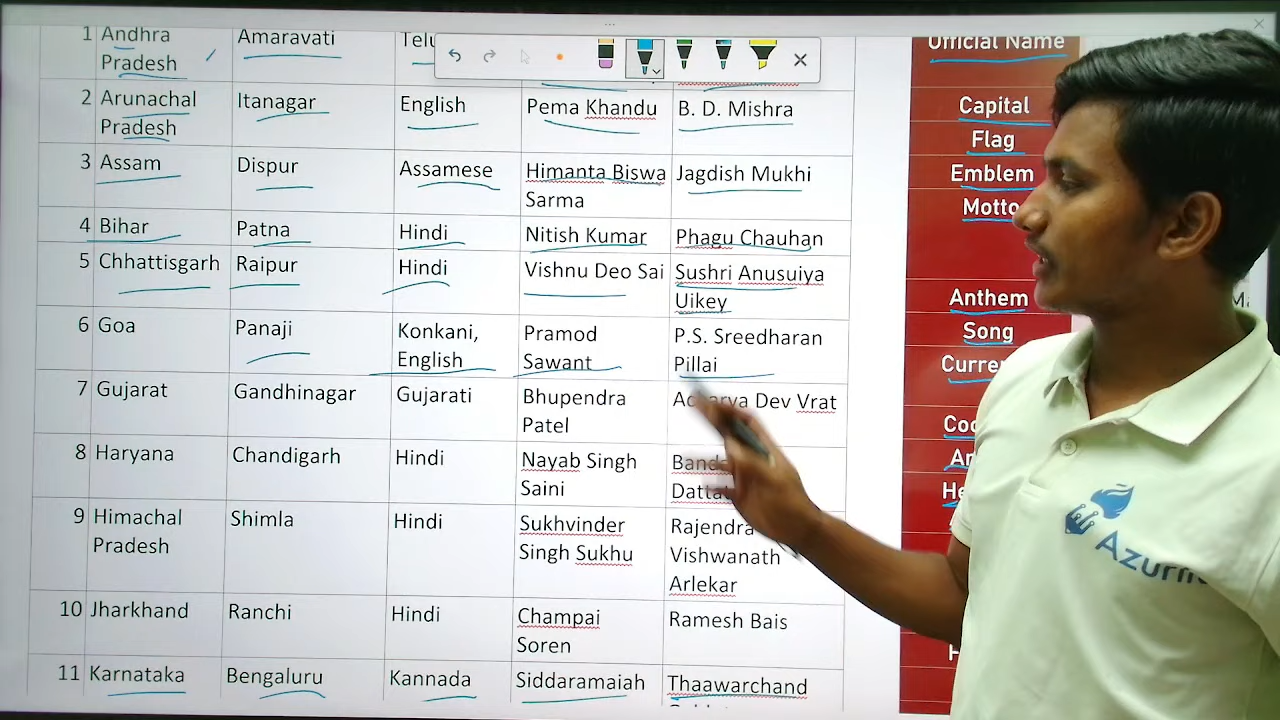 Official Name
1 Andhra Pradesh Amaravati
2 Arunachal Pradesh Itanagar English Pema Khandu B. D. Mishra
3 Assam Dispur Assamese Himanta Biswa Sarma Jagdish Mukhi
4 Bihar Patna Hindi Nitish Kumar Phagu Chauhan
5 Chhattisgarh Raipur Hindi Vishnu Deo Sai Sushri Anusuiya Uikey
6 Goa Panaji Konkani, English Pramod Sawant P.S. Sreedharan Pillai
7 Gujarat Gandhinagar Gujarati Bhupendra Patel Acharya Dev Vrat
8 Haryana Chandigarh Hindi Nayab Singh Saini
9 Himachal Pradesh Shimla Hindi Sukhvinder Singh Sukhu Rajendra Vishwanath Arlekar
10 Jharkhand Ranchi Hindi Champai Soren Ramesh Bais
11 Karnataka Bengaluru Kannada Siddaramaiah Thaawarchand
Capital
Flag
Emblem
Motto
Anthem
Song